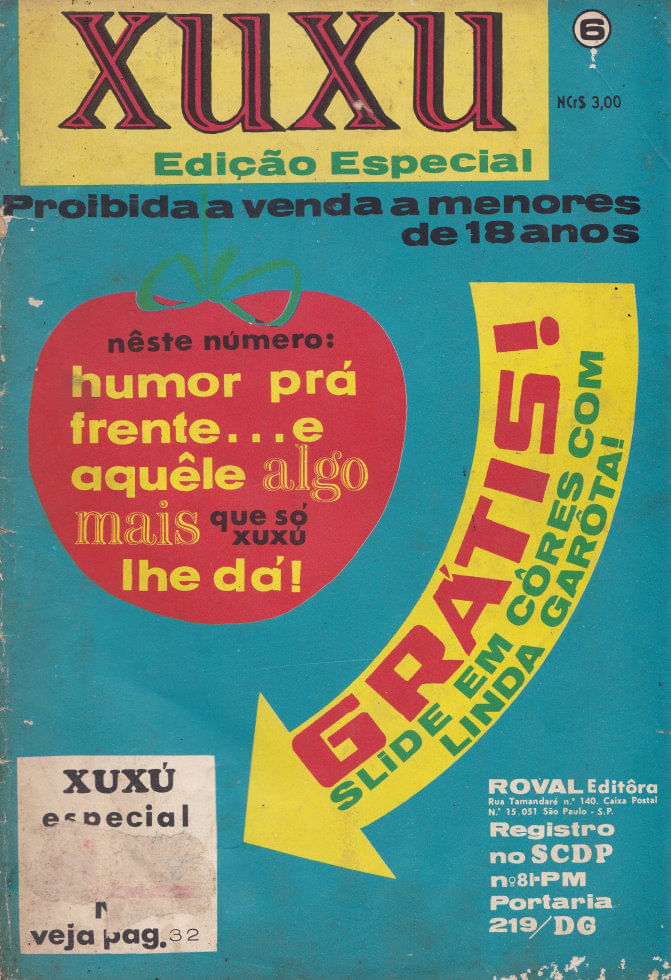 xuxu
6
NCr$ 3,00
Edição Especial
Proibida a venda a menores
de 18 anos
nêste número:
humor prá
frente...e
aquêle algo
mais que só
xuxú
lhe dá!
GRÁTIS!
SLIDE EM CÔRES COM
LINDA GARÔTA!
XUXÚ
especial
veja pag. 32
ROVAL Editôra
Rua Tamandaré n.º 140. Caixa Postal
N.º 15.051 São Paulo - S.P.
Registro
no SCDP
nº 81-PM
Portaria
219/DG